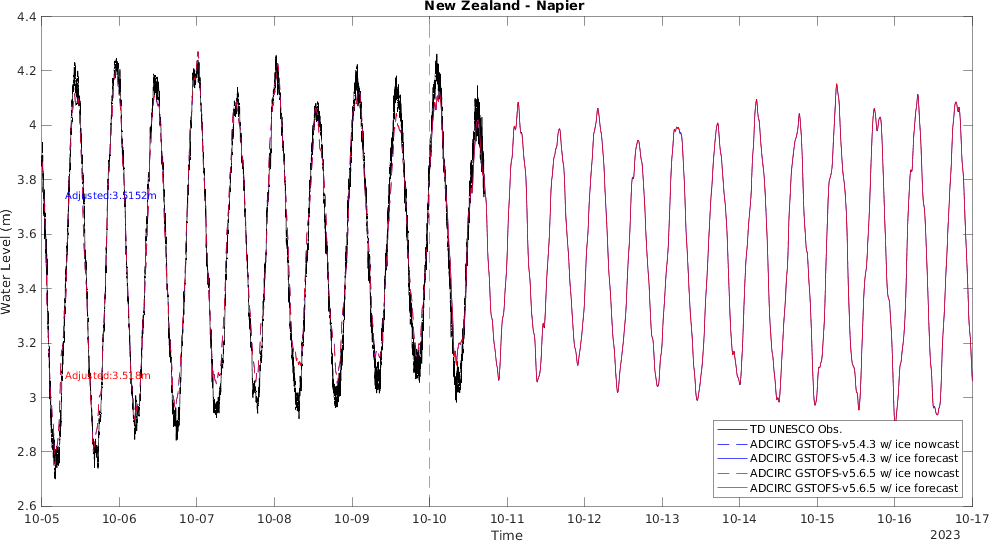 New Zealand - Napier
4.4
4.2
4
3.8
3.6
3.4
3.2
3
2.8
2.6
Water Level (m)
Adjusted:3.5152m
Adjusted:3.518m
TD UNESCO Obs.
ADCIRC GSTOFS-v5.4.3 w/ ice nowcast
ADCIRC GSTOFS-v5.4.3 w/ ice forecast
ADCIRC GSTOFS-v5.6.5 w/ ice nowcast
ADCIRC GSTOFS-v5.6.5 w/ ice forecast
10-05 10-06 10-07 10-08 10-09 10-10 10-11 10-12 10-13 10-14 10-15 10-16 10-17
Time
2023